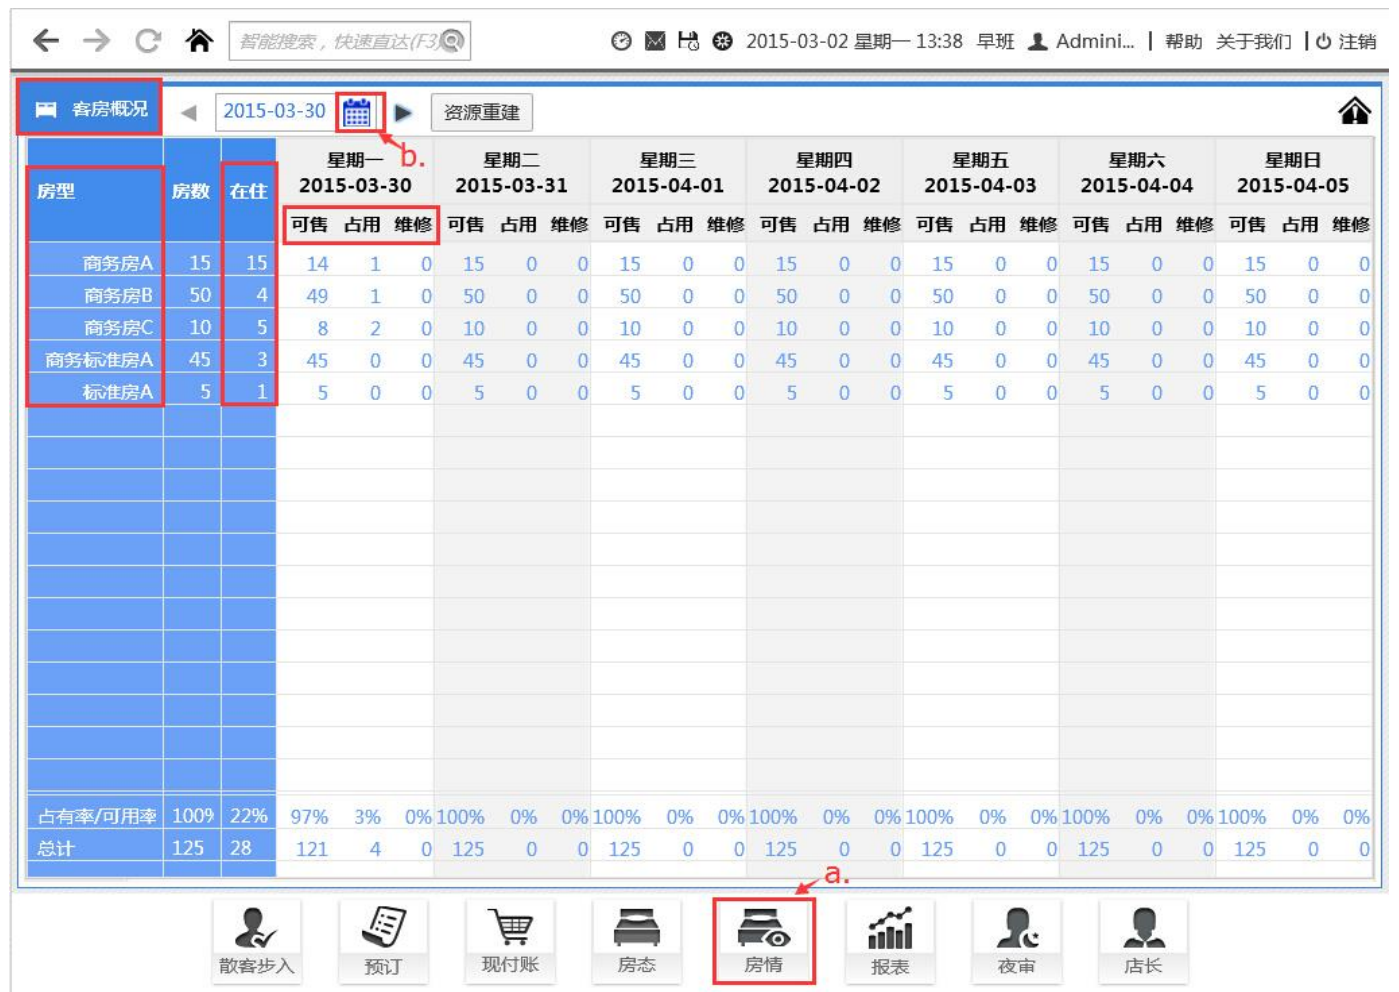 智能搜索，快速直达(F3) 2015-03-02 星期一 13:38 早班 Admini... | 帮助 关于我们 | 注销
客房概况 2015-03-30 资源重建
b.
星期一 星期二 星期三 星期四 星期五 星期六 星期日
房型 房数 在住 2015-03-30 2015-03-31 2015-04-01 2015-04-02 2015-04-03 2015-04-04 2015-04-05
可售 占用 维修 可售 占用 维修 可售 占用 维修 可售 占用 维修 可售 占用 维修 可售 占用 维修 可售 占用 维修
商务房A 15 15 14 1 0 15 0 0 15 0 0 15 0 0 15 0 0 15 0 0 15 0 0
商务房B 50 4 49 1 0 50 0 0 50 0 0 50 0 0 50 0 0 50 0 0 50 0 0
商务房C 10 5 8 2 0 10 0 0 10 0 0 10 0 0 10 0 0 10 0 0 10 0 0
商务标准房A 45 3 45 0 0 45 0 0 45 0 0 45 0 0 45 0 0 45 0 0 45 0 0
标准房A 5 1 5 0 0 5 0 0 5 0 0 5 0 0 5 0 0 5 0 0 5 0 0
占有率/可用率 100% 22% 97% 3% 0% 100% 0% 0% 100% 0% 0% 100% 0% 0% 100% 0% 0% 100% 0% 0% 100% 0% 0%
总计 125 28 121 4 0 125 0 0 125 0 0 125 0 0 125 0 0 125 0 0 125 0 0
a.
散客步入 预订 现付账 房态 房情 报表 夜审 店长